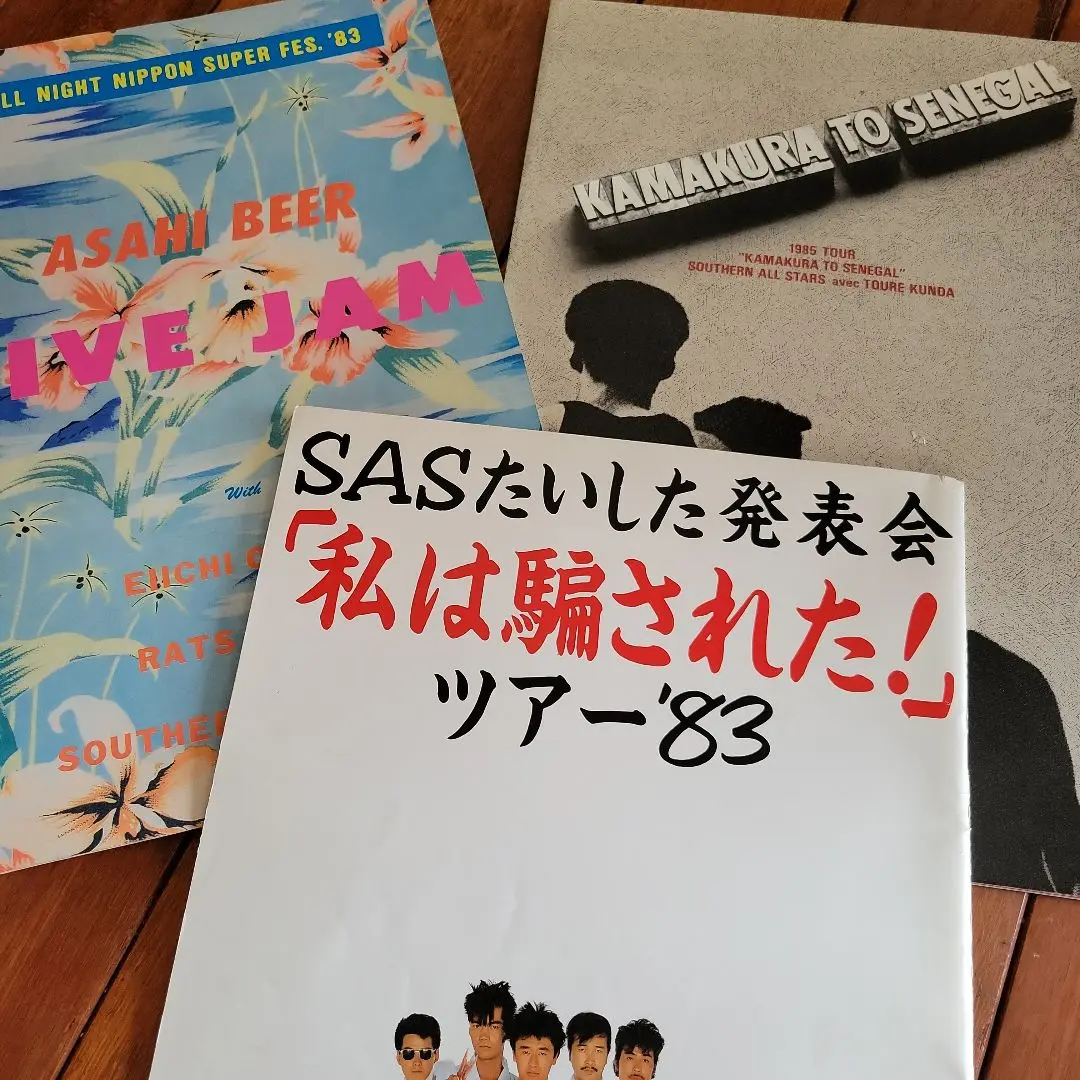 LL NIGHT NIPPON SUPER FES. '83
ASAHI BEER
IVE JAM
With
EIICHI
RATS
SOUTHE
KAMAKURA TO SENEGAL
1985 TOUR
"KAMAKURA TO SENEGAL"
SOUTHERN ALL STARS avec TOURE KUNDA
SASたいした発表会
「私は騙された!」
ツアー'83